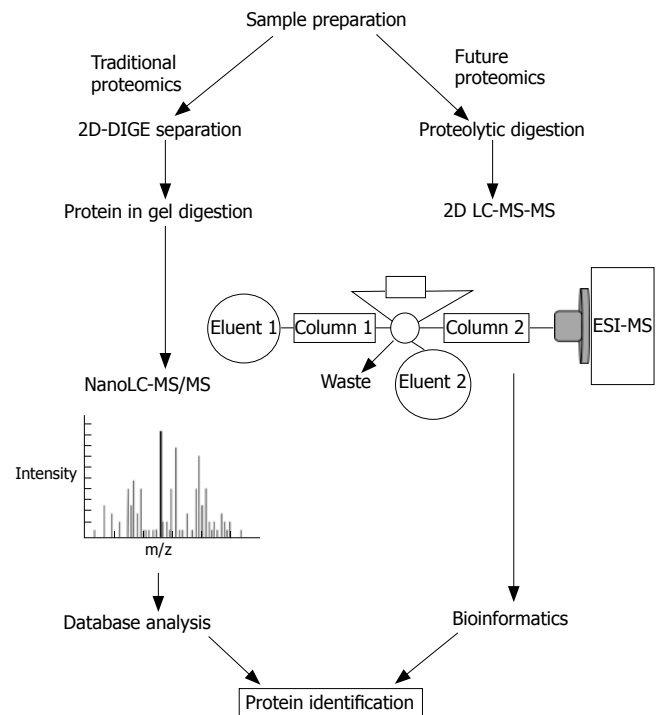 Sample preparation
Traditional
proteomics
Future
proteomics
2D-DIGE separation
Proteolytic digestion
Protein in gel digestion
2D LC-MS-MS
Eluent 1
Column 1
Column 2
ESI-MS
Waste
Eluent 2
NanoLC-MS/MS
Intensity
m/z
Database analysis
Bioinformatics
Protein identification